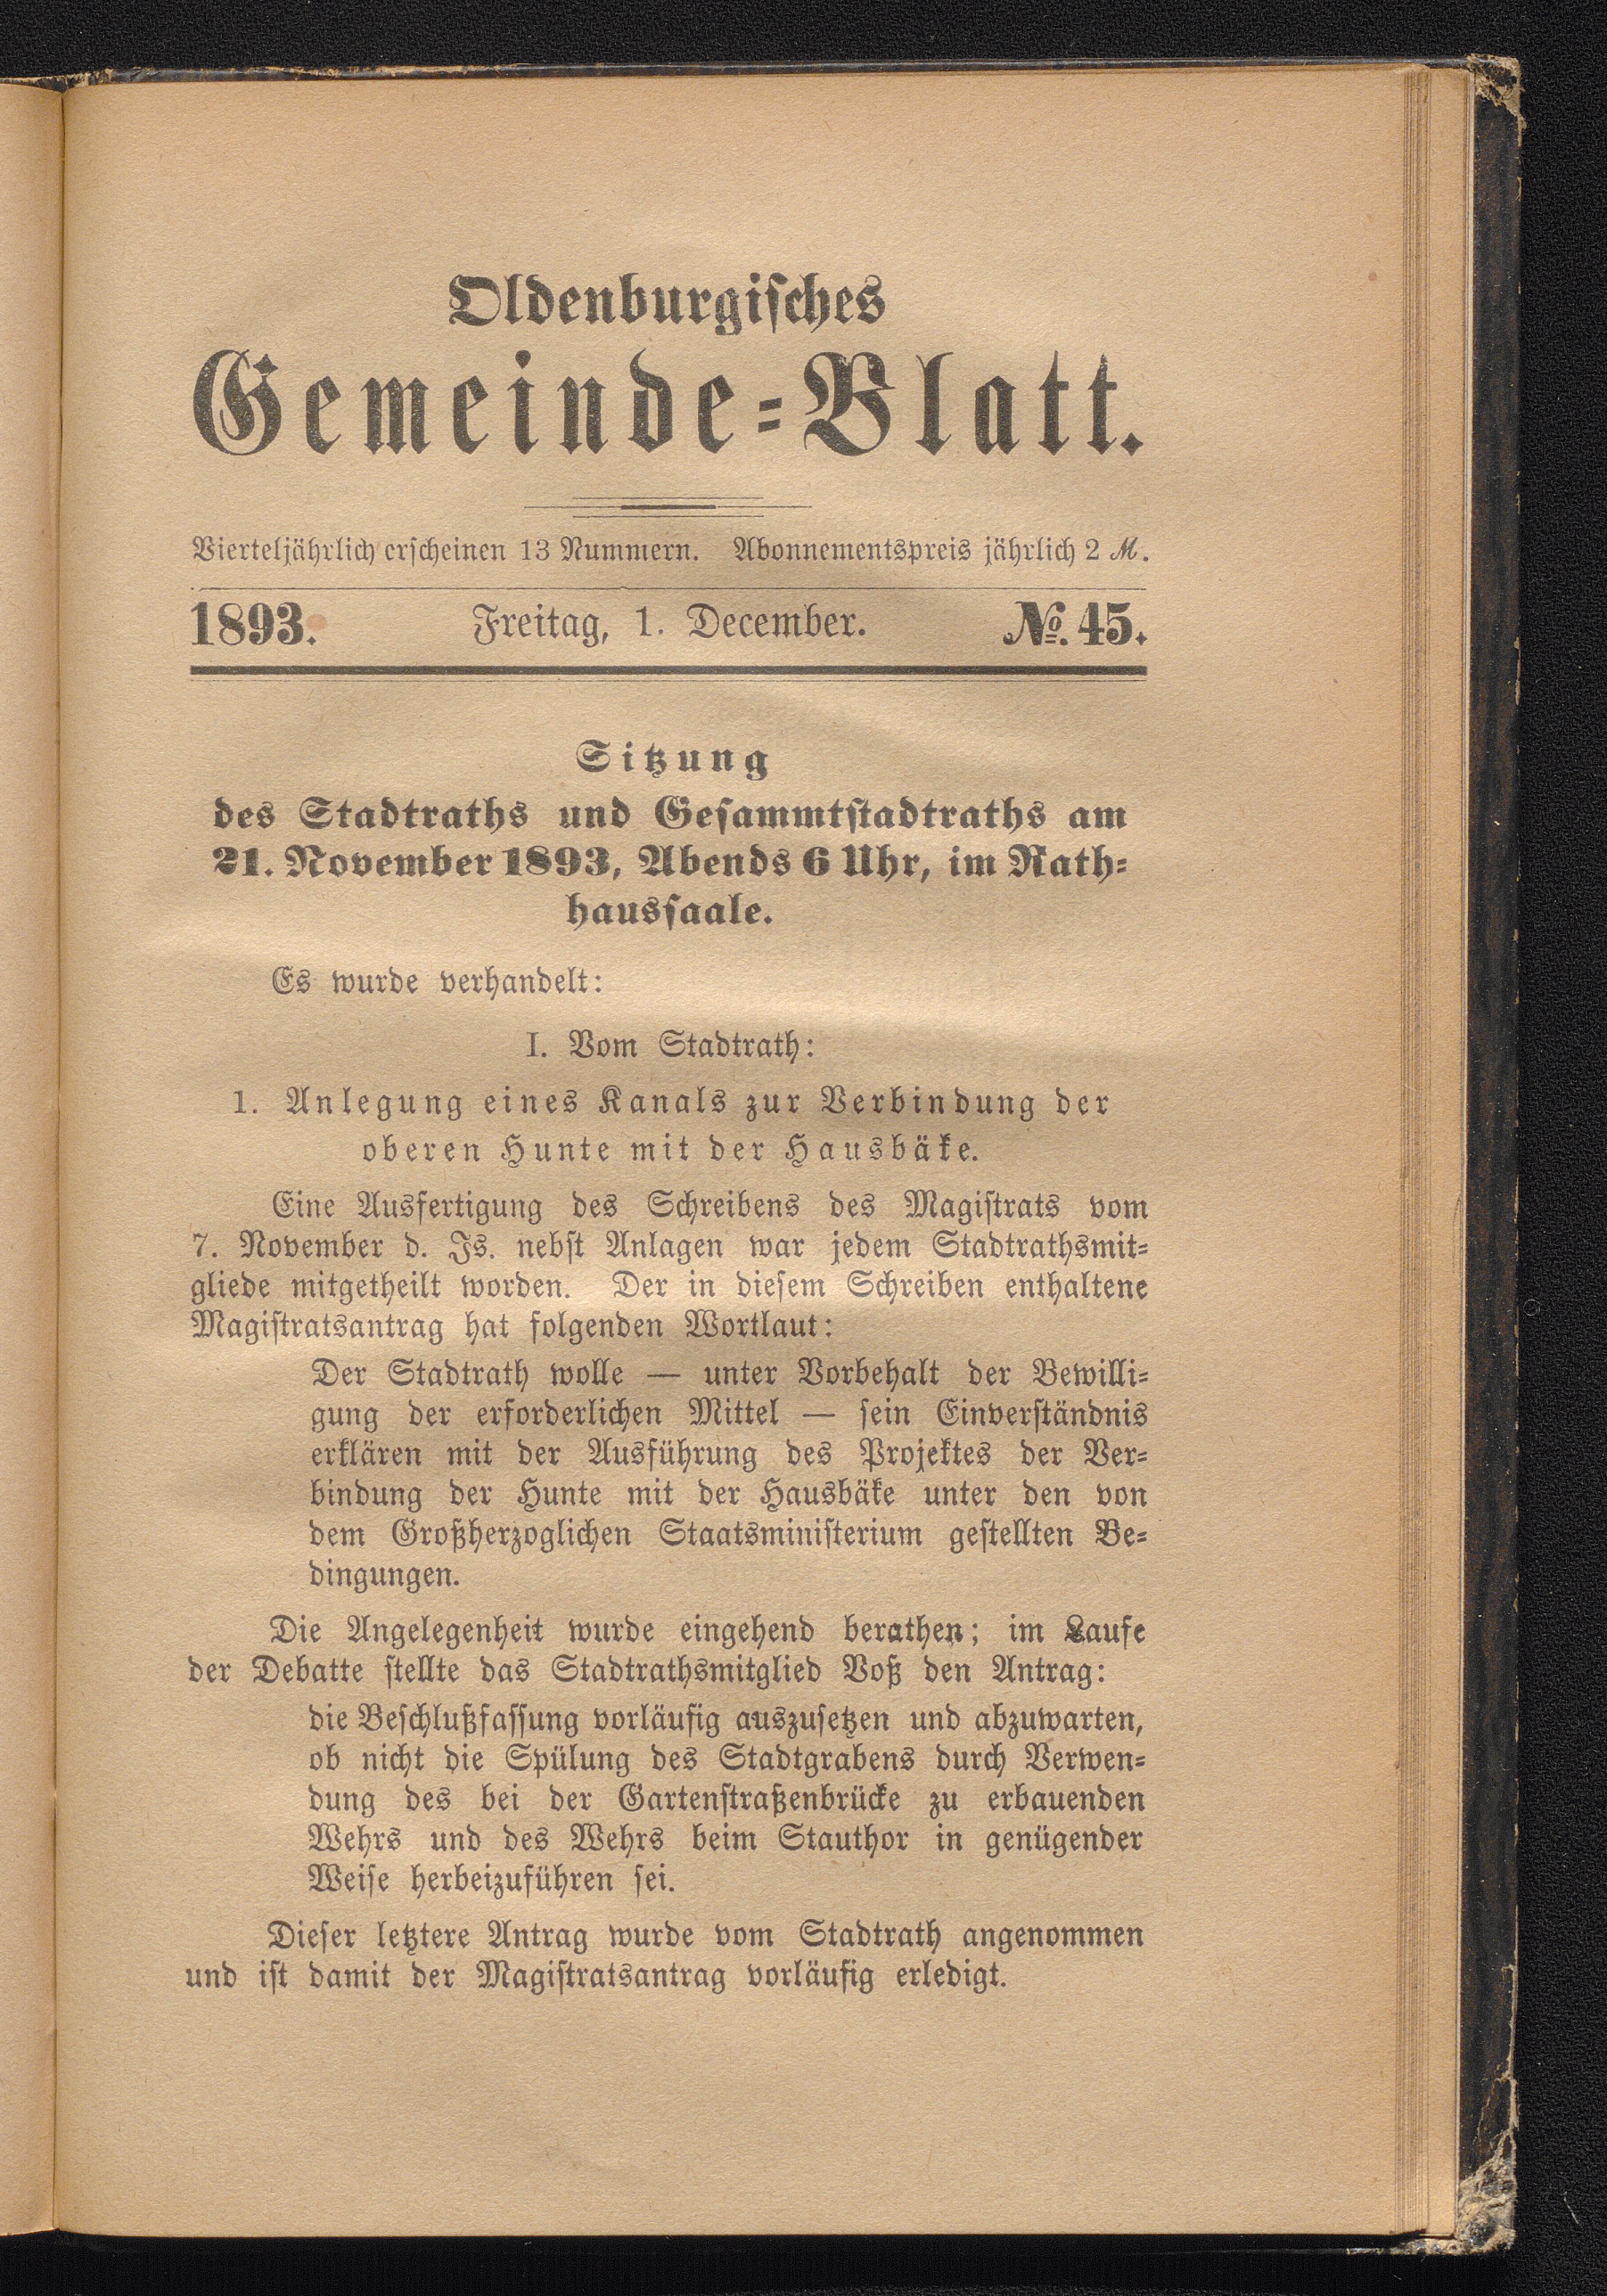 Oldenburgisches
Gemeinde-Blatt.
Vierteljährlich erscheinen 13 Nummern. Abonnementspreis jährlich 2 ℳ.
1893. Freitag, 1. December. №. 45.
Sitzung
des Stadtraths und Gesammtstadtraths am
21. November 1893, Abends 6 Uhr, im Rath-
haussaale.
Es wurde verhandelt:
I. Vom Stadtrath:
1. Anlegung eines Kanals zur Verbindung der
oberen Hunte mit der Hausbäke.
Eine Ausfertigung des Schreibens des Magistrats vom
7. November d. Js. nebst Anlagen war jedem Stadtrathsmit-
gliede mitgetheilt worden. Der in diesem Schreiben enthaltene
Magistratsantrag hat folgenden Wortlaut:
Der Stadtrath wolle — unter Vorbehalt der Bewilli-
gung der erforderlichen Mittel — sein Einverständnis
erklären mit der Ausführung des Projektes der Ver-
bindung der Hunte mit der Hausbäke unter den von
dem Großherzoglichen Staatsministerium gestellten Be-
dingungen.
Die Angelegenheit wurde eingehend berathen; im Laufe
der Debatte stellte das Stadtrathsmitglied Voß den Antrag:
die Beschlußfassung vorläufig auszusetzen und abzuwarten,
ob nicht die Spülung des Stadtgrabens durch Verwen-
dung des bei der Gartenstraßenbrücke zu erbauenden
Wehrs und des Wehrs beim Stauthor in genügender
Weise herbeizuführen sei.
Dieser letztere Antrag wurde vom Stadtrath angenommen
und ist damit der Magistratsantrag vorläufig erledigt.